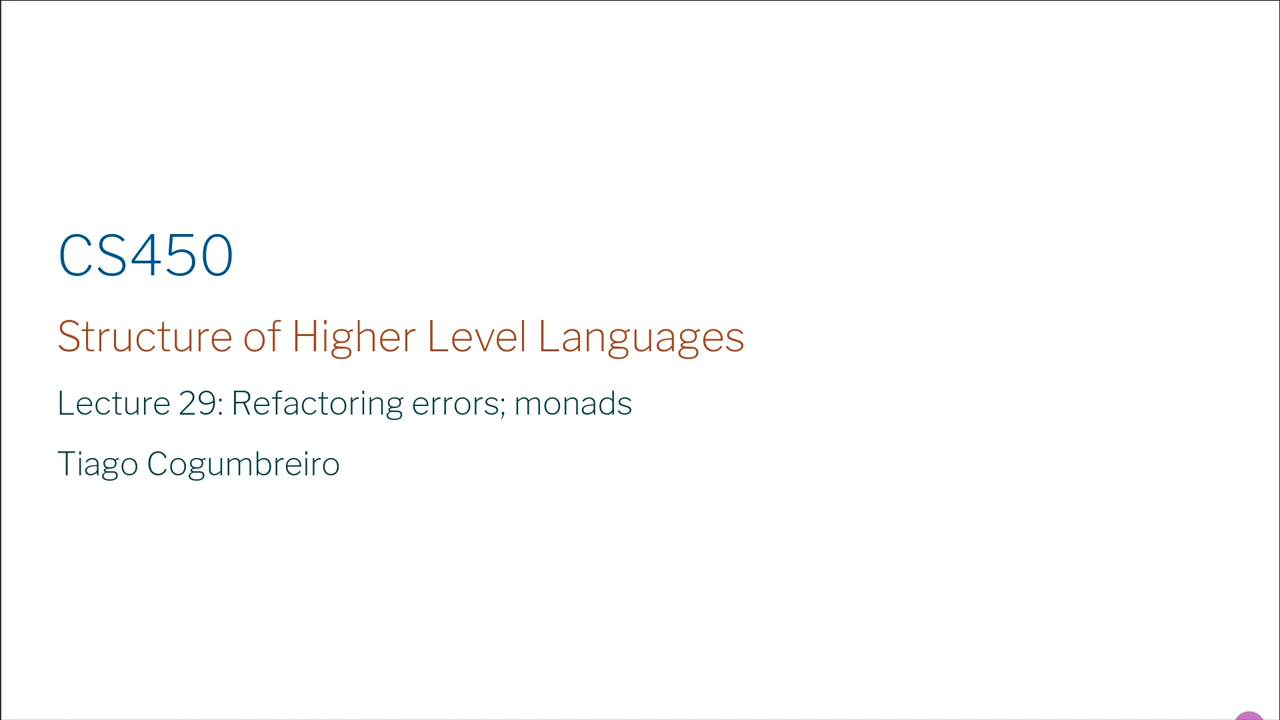 CS450
Structure of Higher Level Languages
Lecture 29: Refactoring errors; monads
Tiago Cogumbreiro